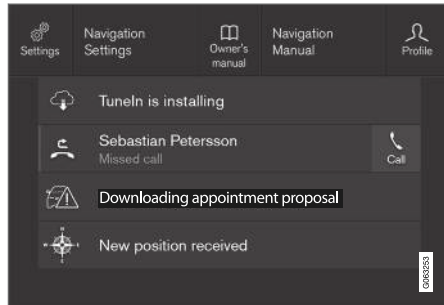 Settings
Navigation
Settings
Owner's
manual
Navigation
Manual
Profile
TuneIn is installing
Sebastian Petersson
Missed call
Call
Downloading appointment proposal
New position received
G063253